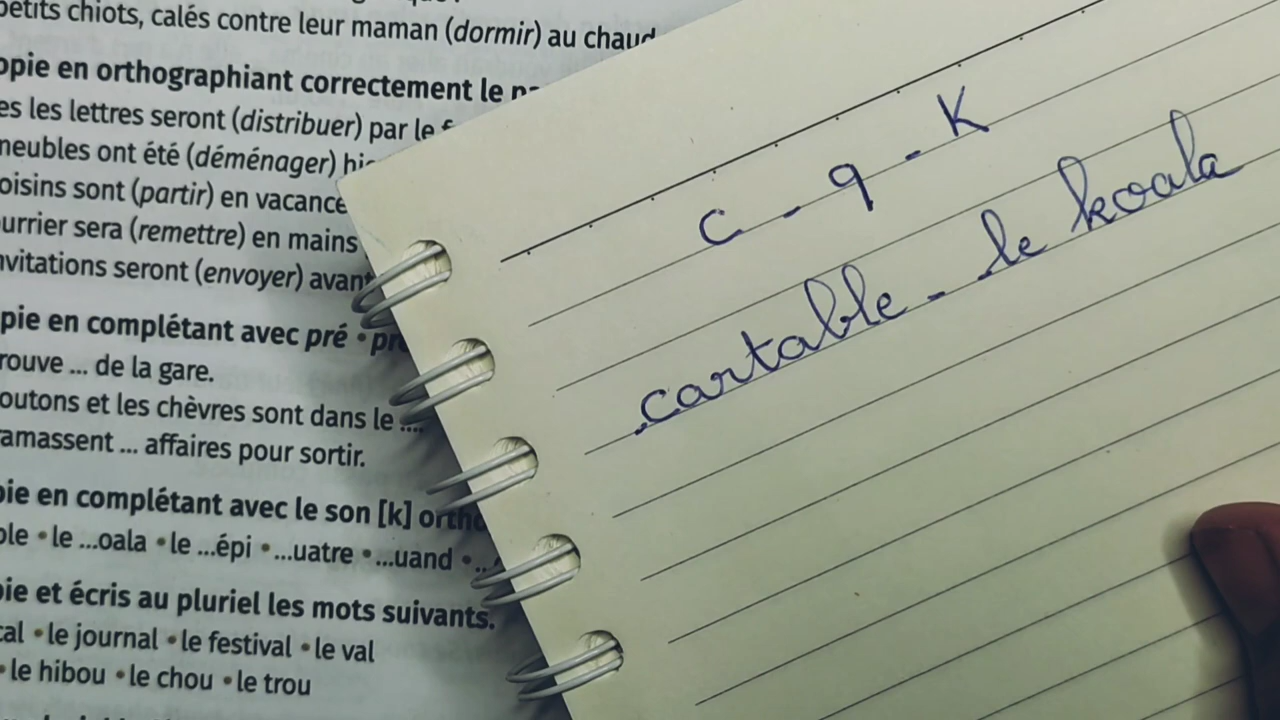 petits chiots, calés contre leur maman (dormir) au chaud
opie en orthographiant correctement le
es les lettres seront (distribuer) par le
neubles ont été (déménager)
oisins sont (partir) en vacance
urrier sera (remettre) en mains
nvitations seront (envoyer) avant
pie en complétant avec pré •
rouve ... de la gare.
outons et les chèvres sont dans le ....
amassent ... affaires pour sortir.
pie en complétant avec le son [k] ortho
ble • le ...oala • le ...épi • ...uatre • ...uand • ..
pie et écris au pluriel les mots suivants.
cal • le journal • le festival • le val
• le hibou • le chou • le trou
c - q - K
cartable - le koala